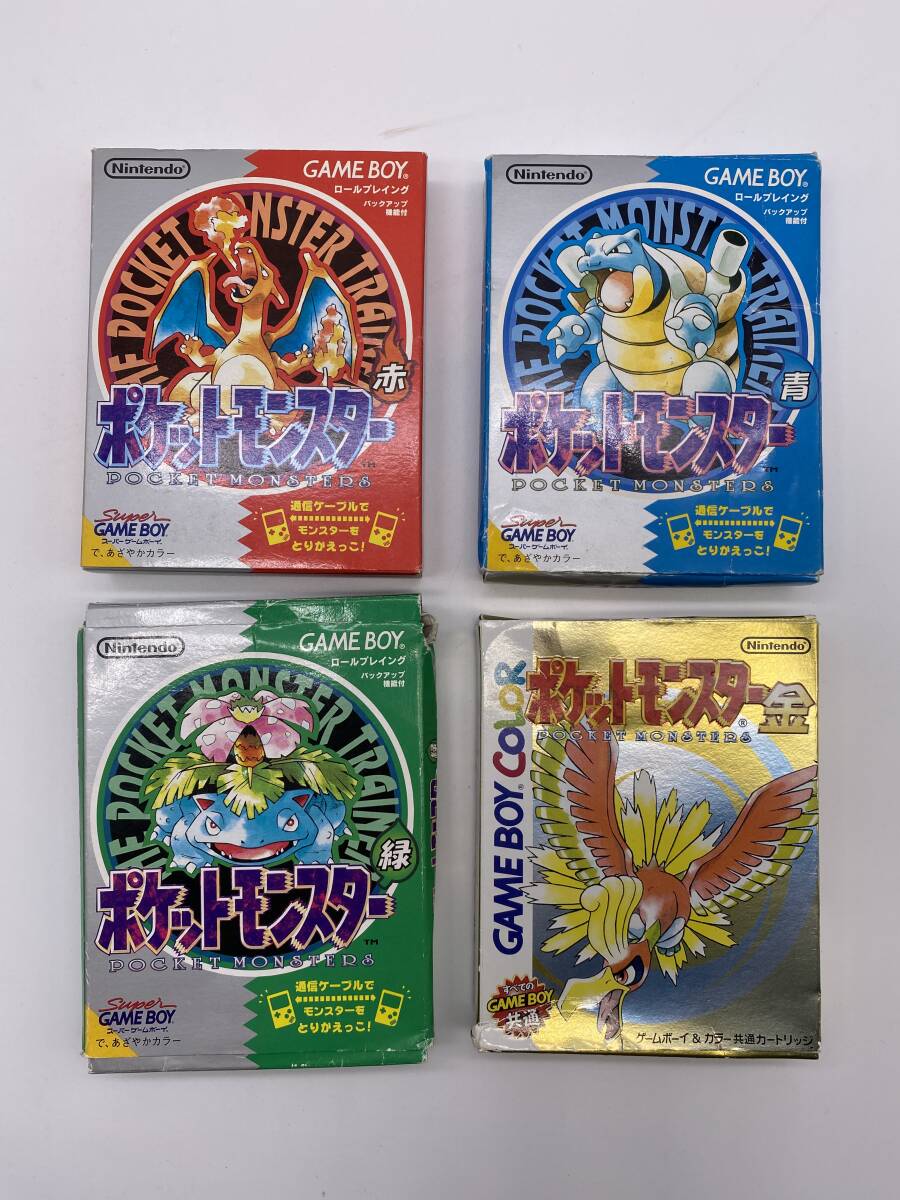 Nintendo®
GAME BOY®
ロールプレイング
バックアップ
機能付
THE POCKET MONSTER TRAINER
赤
ポケットモンスター
™
POCKET MONSTERS
Super
GAME BOY
スーパーゲームボーイ
で、あざやかカラー
通信ケーブルで
モンスターを
とりかえっこ!
Nintendo®
GAME BOY®
ロールプレイング
バックアップ
機能付
THE POCKET MONSTER TRAINER
青
ポケットモンスター
™
POCKET MONSTERS
Super
GAME BOY
スーパーゲームボーイ
で、あざやかカラー
通信ケーブルで
モンスターを
とりかえっこ!
Nintendo®
GAME BOY®
ロールプレイング
バックアップ
機能付
THE POCKET MONSTER TRAINER
緑
ポケットモンスター
™
POCKET MONSTERS
Super
GAME BOY
スーパーゲームボーイ
で、あざやかカラー
通信ケーブルで
モンスターを
とりかえっこ!
Nintendo®
GAME BOY COLOR
ポケットモンスター
®
金
POCKET MONSTERS
すべての
GAME BOY
共通
ゲームボーイ&カラー共通カートリッジ